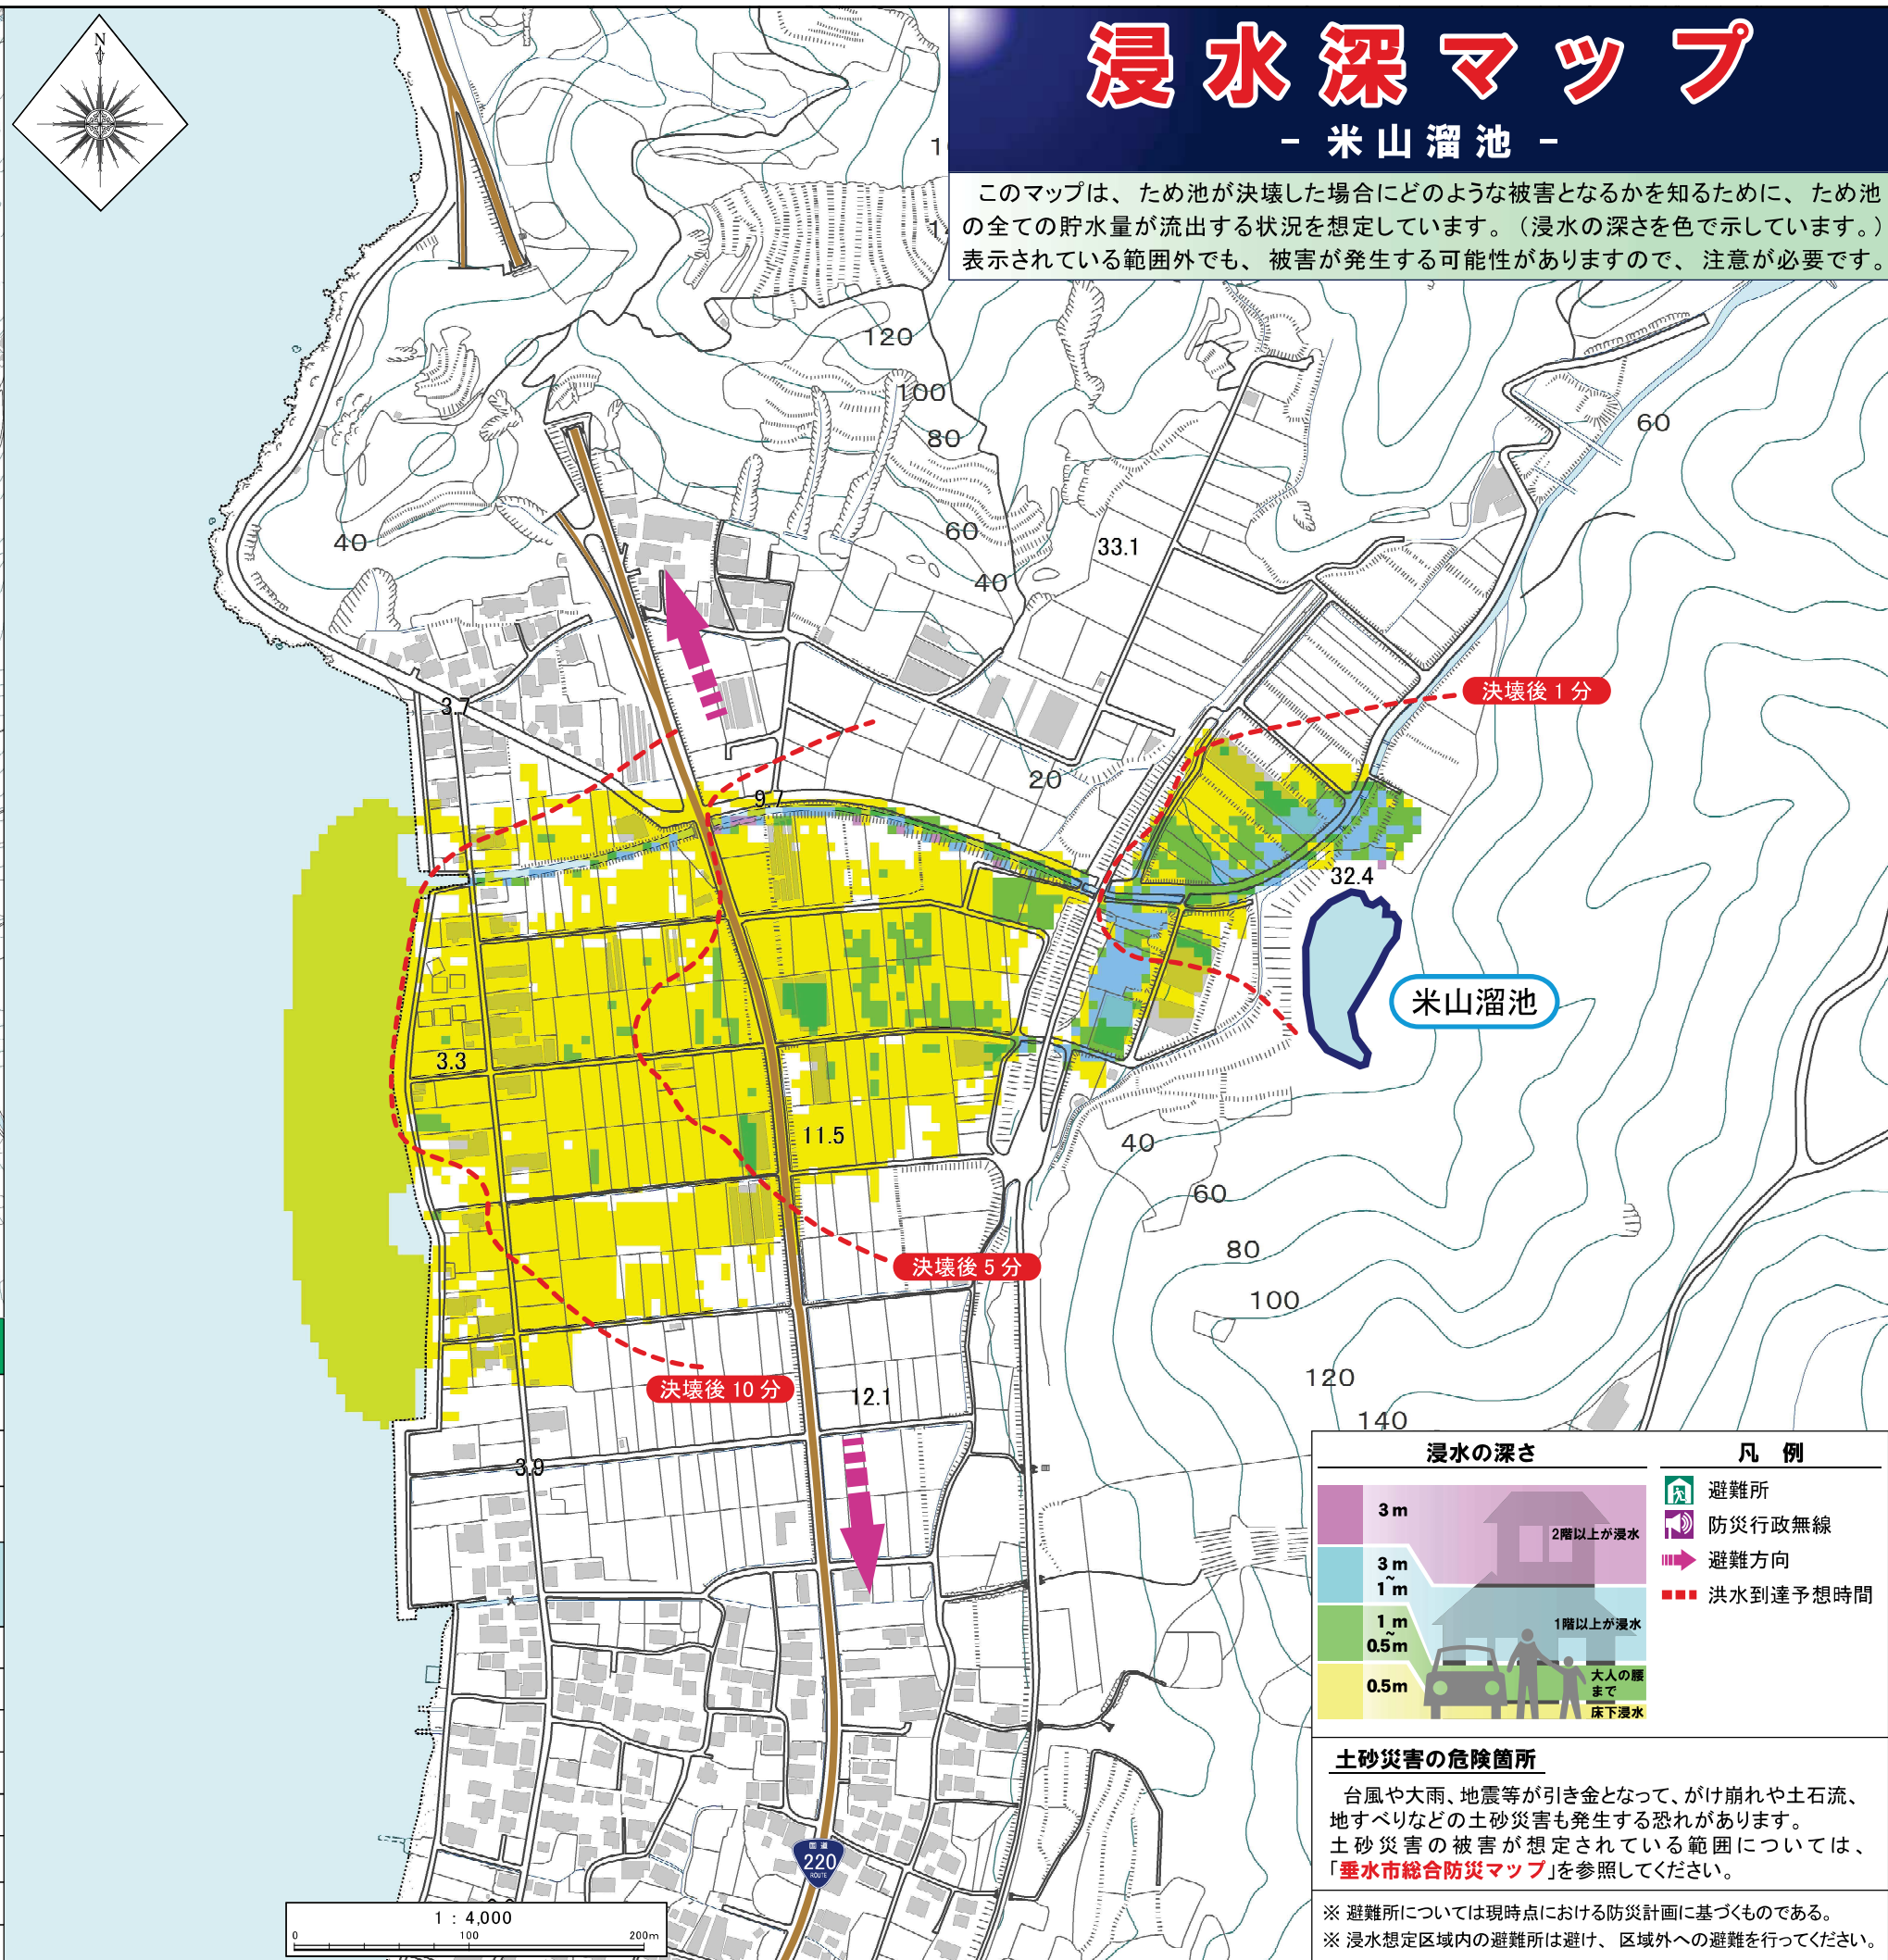 浸水深マップ
- 米山溜池 -
このマップは、ため池が決壊した場合にどのような被害となるかを知るために、ため池
の全ての貯水量が流出する状況を想定しています。（浸水の深さを色で示しています。）
表示されている範囲外でも、被害が発生する可能性がありますので、注意が必要です。
N
120
100
80
60
60
40
33.1
40
3.7
決壊後1分
20
9.7
32.4
米山溜池
3.3
11.5
40
60
80
決壊後5分
100
120
決壊後10分
12.1
140
3.9
浸水の深さ
3m
2階以上が浸水
3m
~
1m
1階以上が浸水
1m
~
0.5m
大人の腰
まで
0.5m
床下浸水
凡 例
避難所
防災行政無線
避難方向
洪水到達予想時間
土砂災害の危険箇所
台風や大雨、地震等が引き金となって、がけ崩れや土石流、
地すべりなどの土砂災害も発生する恐れがあります。
土砂災害の被害が想定されている範囲については、
「垂水市総合防災マップ」を参照してください。
※ 避難所については現時点における防災計画に基づくものである。
※ 浸水想定区域内の避難所は避け、区域外への避難を行ってください。
国道
220
ROUTE
1 : 4,000
0 100 200m